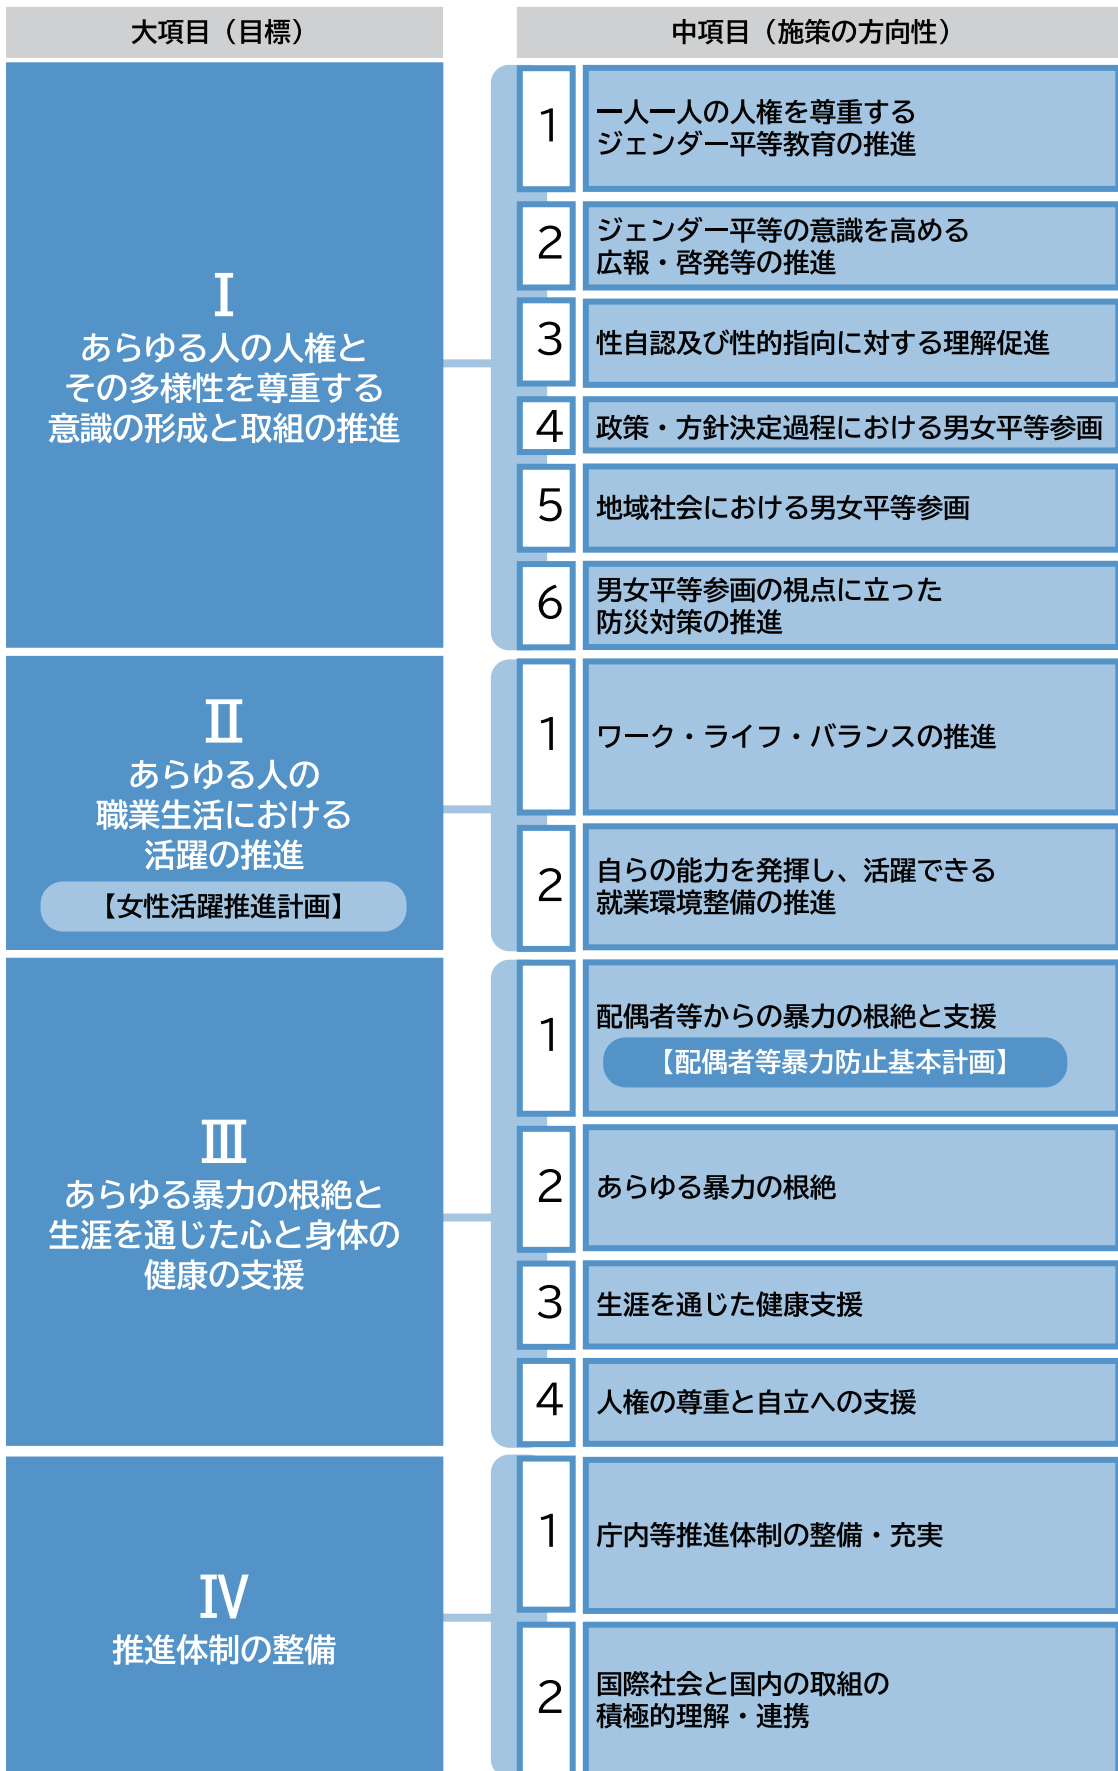 大項目（目標）
中項目（施策の方向性）
Ⅰ
あらゆる人の人権と
その多様性を尊重する
意識の形成と取組の推進
1
一人一人の人権を尊重する
ジェンダー平等教育の推進
2
ジェンダー平等の意識を高める
広報・啓発等の推進
3
性自認及び性的指向に対する理解促進
4
政策・方針決定過程における男女平等参画
5
地域社会における男女平等参画
6
男女平等参画の視点に立った
防災対策の推進
Ⅱ
あらゆる人の
職業生活における
活躍の推進
【女性活躍推進計画】
1
ワーク・ライフ・バランスの推進
2
自らの能力を発揮し、活躍できる
就業環境整備の推進
Ⅲ
あらゆる暴力の根絶と
生涯を通じた心と身体の
健康の支援
1
配偶者等からの暴力の根絶と支援
【配偶者等暴力防止基本計画】
2
あらゆる暴力の根絶
3
生涯を通じた健康支援
4
人権の尊重と自立への支援
Ⅳ
推進体制の整備
1
庁内等推進体制の整備・充実
2
国際社会と国内の取組の
積極的理解・連携